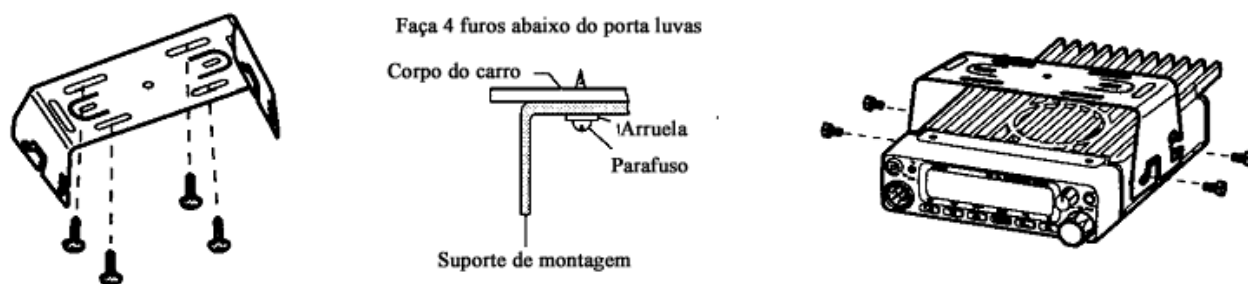 Faça 4 furos abaixo do porta luvas
Corpo do carro
Arruela
Parafuso
Suporte de montagem